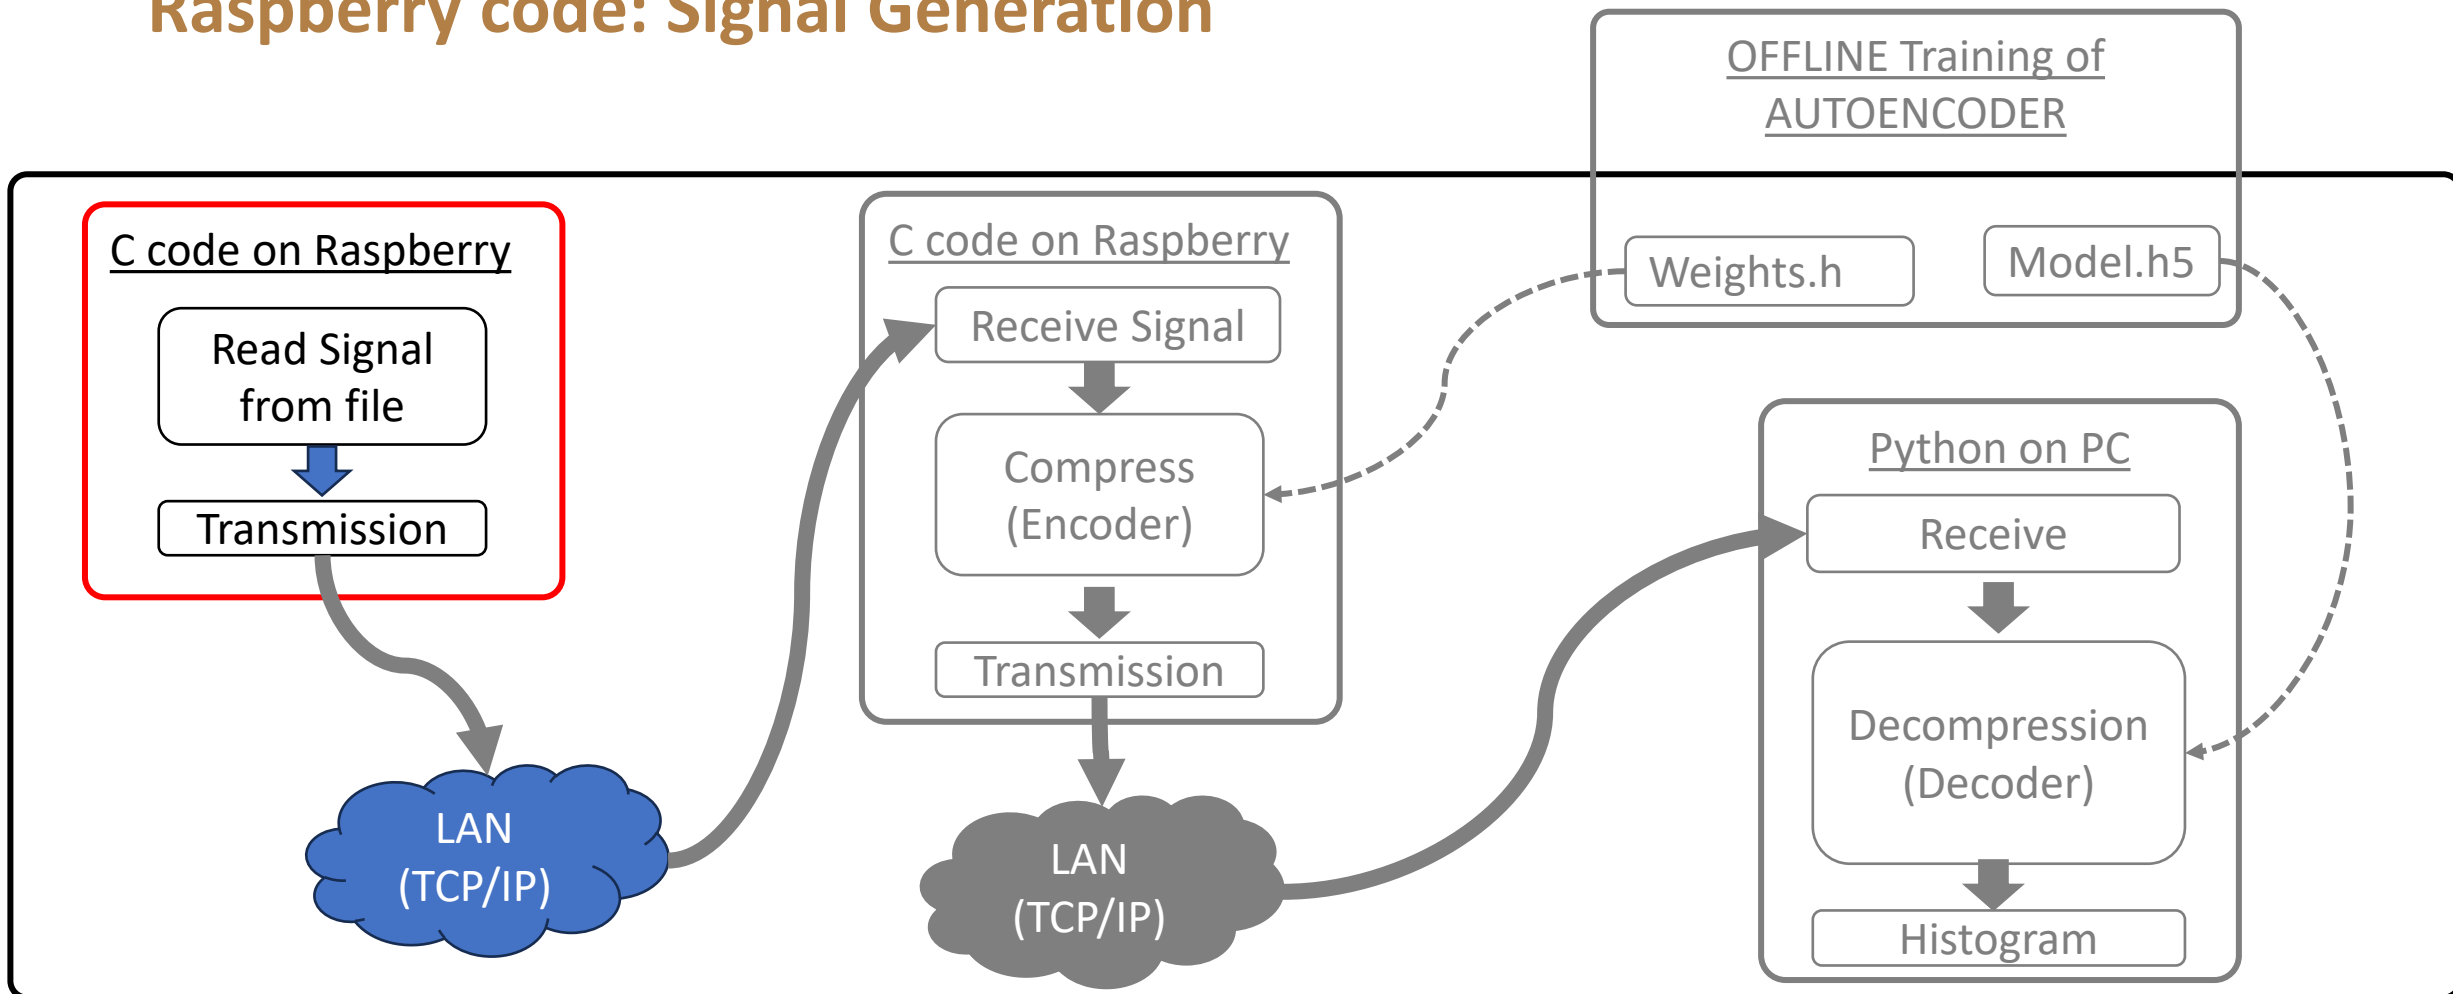 Raspberry code: Signal Generation
OFFLINE Training of
AUTOENCODER
Weights.h
Model.h5
C code on Raspberry
Read Signal
from file
Transmission
LAN
(TCP/IP)
C code on Raspberry
Receive Signal
Compress
(Encoder)
Transmission
LAN
(TCP/IP)
Python on PC
Receive
Decompression
(Decoder)
Histogram